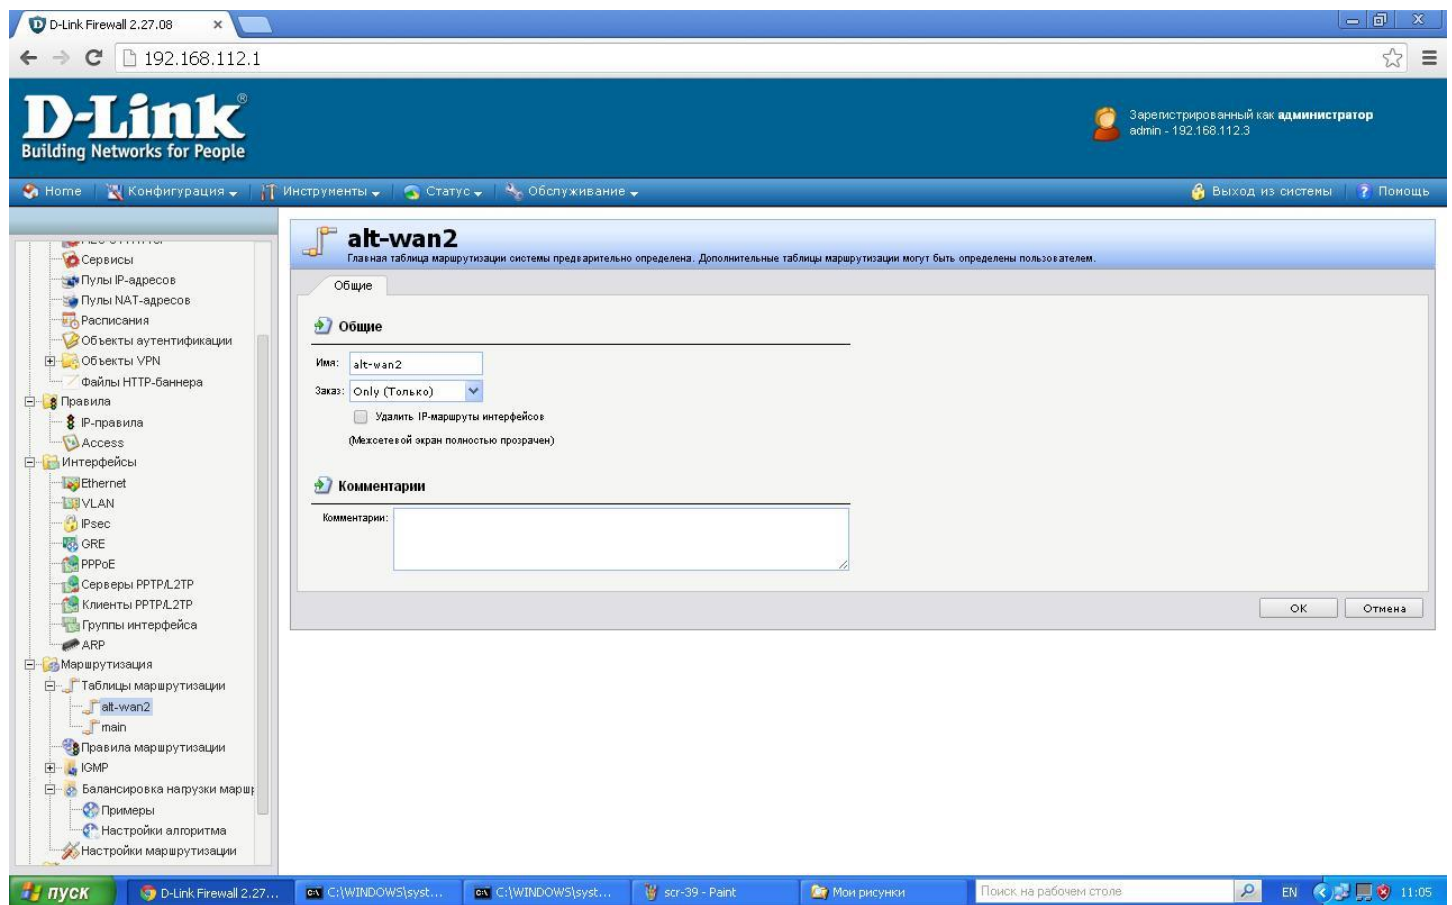 D-Link Firewall 2.27.08
192.168.112.1
D-Link®
Building Networks for People
Зарегистрированный как администратор
admin - 192.168.112.3
Home Конфигурация Инструменты Статус Обслуживание Выход из системы Помощь
alt-wan2
Главная таблица маршрутизации системы предварительно определена. Дополнительные таблицы маршрутизации могут быть определены пользователем.
Общие
Общие
Имя: alt-wan2
Заказ: Only (Только)
Удалить IP-маршруты интерфейсов
(Межсетевой экран полностью прозрачен)
Комментарии
Комментарии:
OK Отмена
Сервисы
Пулы IP-адресов
Пулы NAT-адресов
Расписания
Объекты аутентификации
Объекты VPN
Файлы HTTP-баннера
Правила
IP-правила
Access
Интерфейсы
Ethernet
VLAN
IPsec
GRE
PPPoE
Серверы PPTP/L2TP
Клиенты PPTP/L2TP
Группы интерфейса
ARP
Маршрутизация
Таблицы маршрутизации
alt-wan2
main
Правила маршрутизации
IGMP
Балансировка нагрузки марш
Примеры
Настройки алгоритма
Настройки маршрутизации
пуск D-Link Firewall 2.27... C:\WINDOWS\syst... C:\WINDOWS\syst... scr-39 - Paint Мои рисунки Поиск на рабочем столе EN 11:05